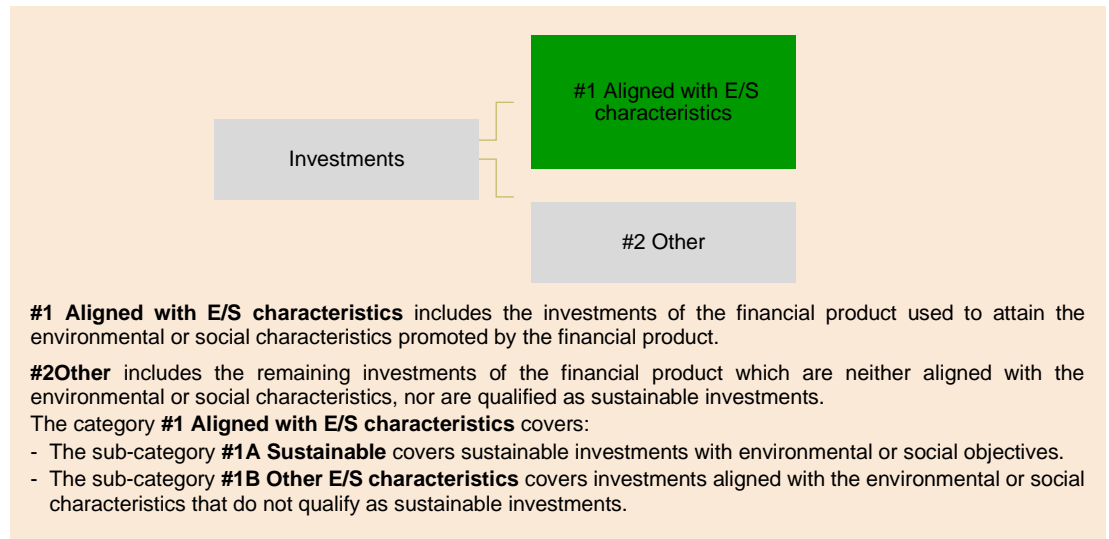 #1 Aligned with E/S
characteristics
Investments
#2 Other
#1 Aligned with E/S characteristics includes the investments of the financial product used to attain the
environmental or social characteristics promoted by the financial product.
#2Other includes the remaining investments of the financial product which are neither aligned with the
environmental or social characteristics, nor are qualified as sustainable investments.
The category #1 Aligned with E/S characteristics covers:
- The sub-category #1A Sustainable covers sustainable investments with environmental or social objectives.
- The sub-category #1B Other E/S characteristics covers investments aligned with the environmental or social
characteristics that do not qualify as sustainable investments.